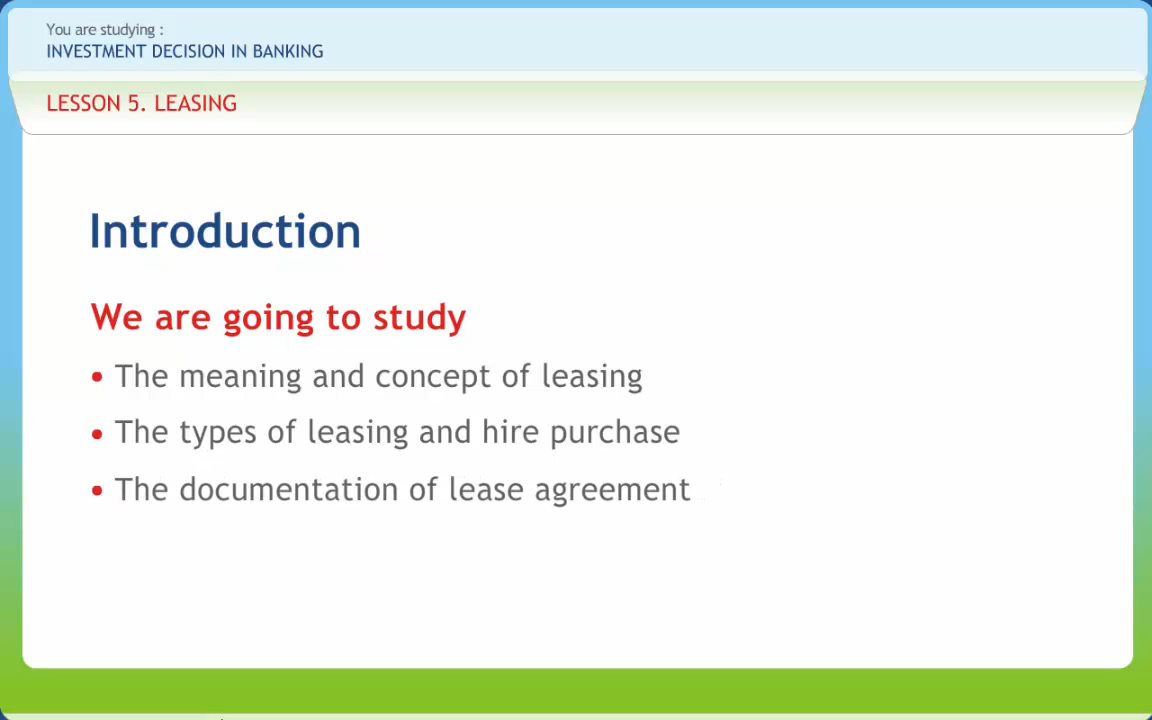 You are studying :
INVESTMENT DECISION IN BANKING
LESSON 5. LEASING
Introduction
We are going to study
• The meaning and concept of leasing
• The types of leasing and hire purchase
• The documentation of lease agreement